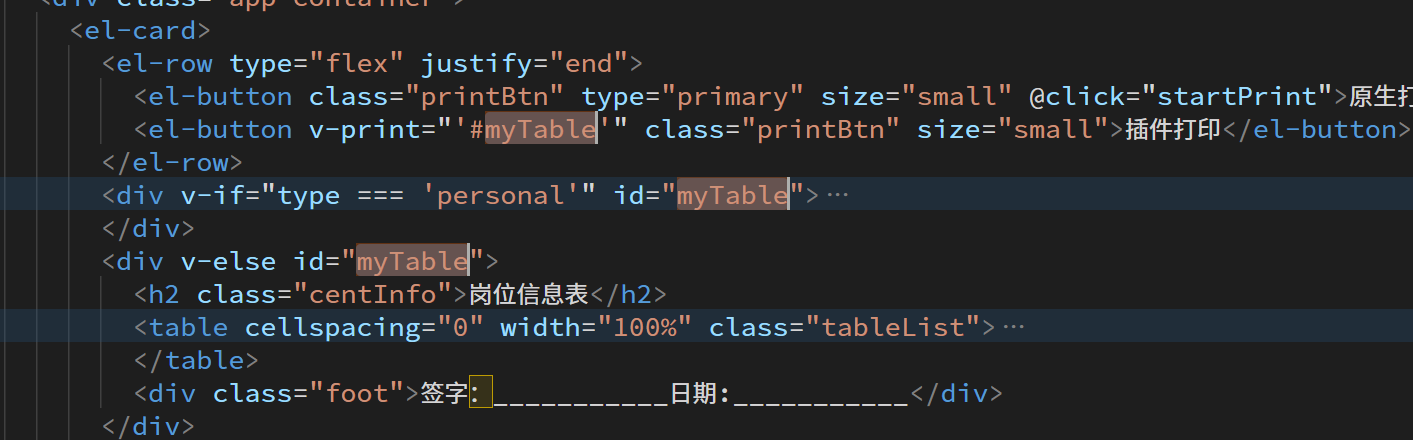 <div class="app-container">
<el-card>
<el-row type="flex" justify="end">
<el-button class="printBtn" type="primary" size="small" @click="startPrint">原生打
<el-button v-print="'#myTable'" class="printBtn" size="small">插件打印</el-button>
</el-row>
<div v-if="type === 'personal'" id="myTable">…
</div>
<div v-else id="myTable">
<h2 class="centInfo">岗位信息表</h2>
<table cellspacing="0" width="100%" class="tableList">…
</table>
<div class="foot">签字：___________日期:___________</div>
</div>